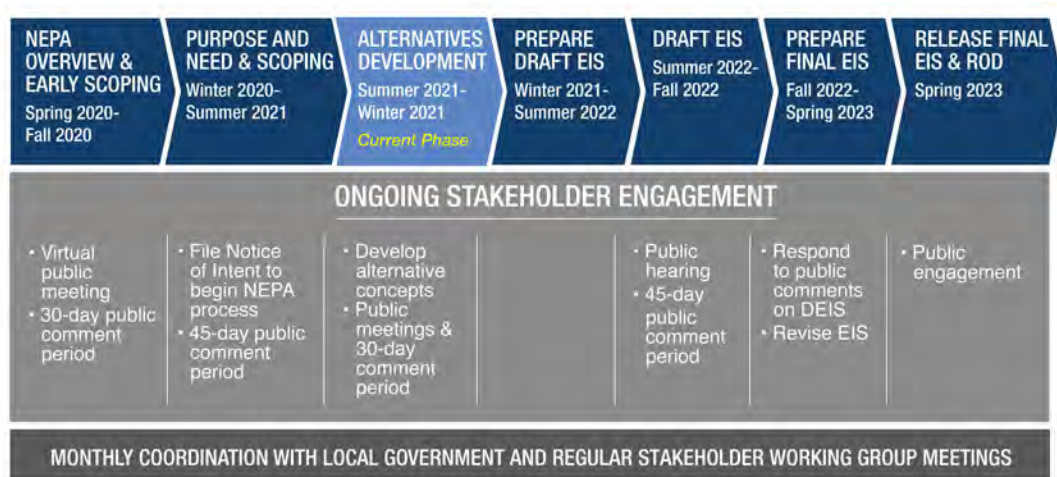 NEPA
OVERVIEW &
EARLY SCOPING
Spring 2020-
Fall 2020
PURPOSE AND
NEED & SCOPING
Winter 2020-
Summer 2021
ALTERNATIVES
DEVELOPMENT
Summer 2021-
Winter 2021
Current Phase
PREPARE
DRAFT EIS
Winter 2021-
Summer 2022
DRAFT EIS
Summer 2022-
Fall 2022
PREPARE
FINAL EIS
Fall 2022-
Spring 2023
RELEASE FINAL
EIS & ROD
Spring 2023
ONGOING STAKEHOLDER ENGAGEMENT
• Virtual
public
meeting
• 30-day public
comment
period
• File Notice
of Intent to
begin NEPA
process
• 45-day public
comment
period
• Develop
alternative
concepts
• Public
meetings &
30-day
comment
period
• Public
hearing
• 45-day
public
comment
period
• Respond
to public
comments
on DEIS
• Revise EIS
• Public
engagement
MONTHLY COORDINATION WITH LOCAL GOVERNMENT AND REGULAR STAKEHOLDER WORKING GROUP MEETINGS